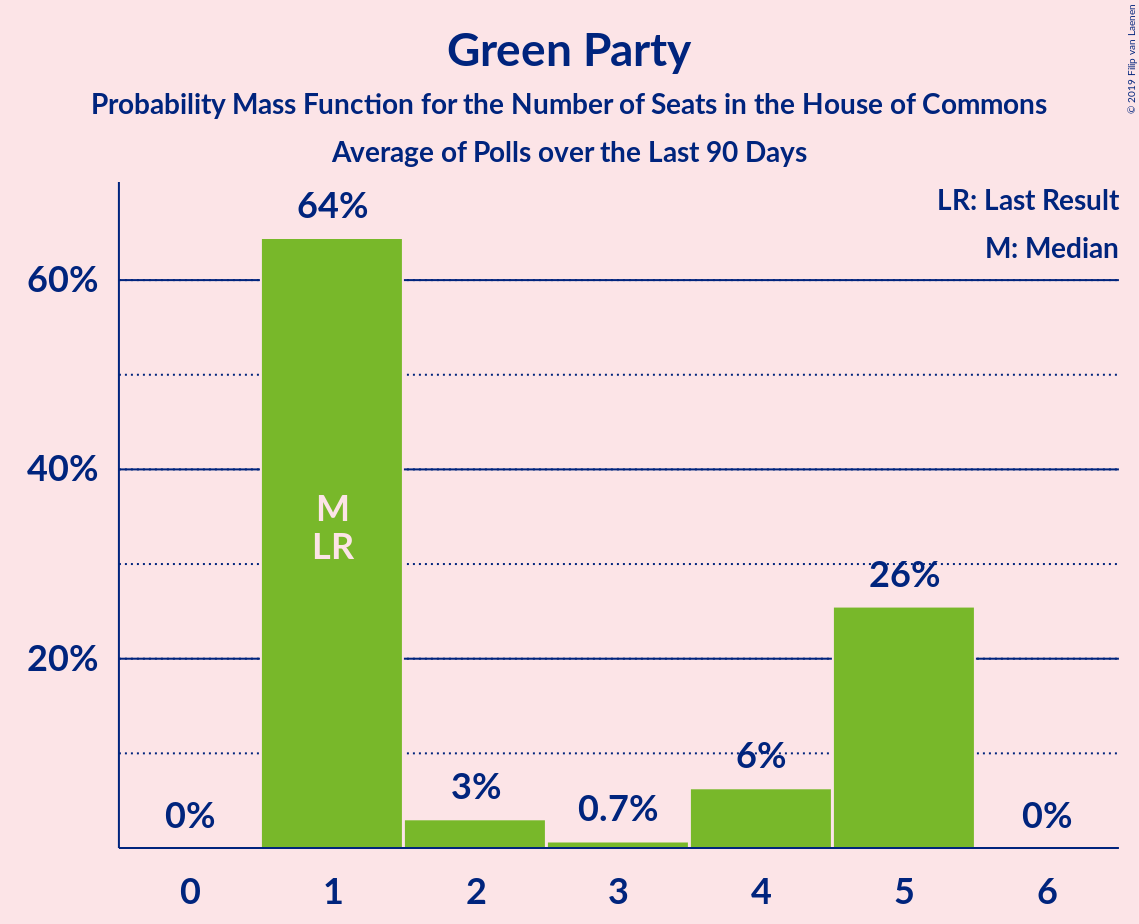 Green Party
Probability Mass Function for the Number of Seats in the House of Commons
Average of Polls over the Last 90 Days
© 2019 Filip van Laenen
LR: Last Result
M: Median
60%
40%
20%
0%
64%
M
LR
3%
0.7%
6%
26%
0%
0 1 2 3 4 5 6